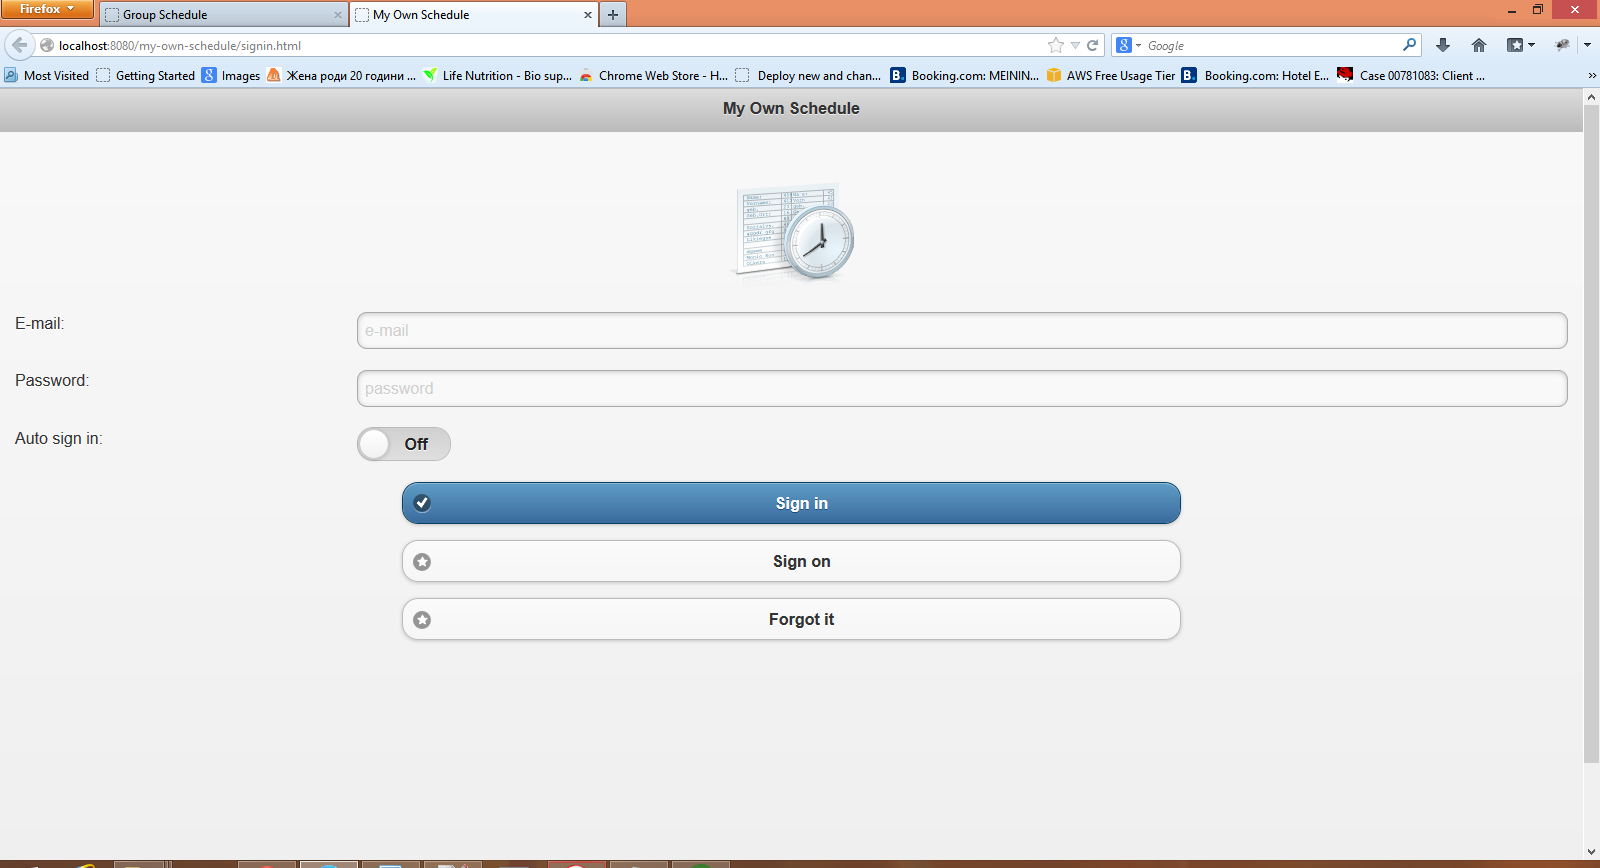 Firefox
Group Schedule
My Own Schedule
localhost:8080/my-own-schedule/signin.html
Google
Most Visited
Getting Started
Images
Жена роди 20 години ...
Life Nutrition - Bio sup...
Chrome Web Store - H...
Deploy new and chan...
Booking.com: MEININ...
AWS Free Usage Tier
Booking.com: Hotel E...
Case 00781083: Client ...
My Own Schedule
E-mail:
e-mail
Password:
password
Auto sign in:
Off
Sign in
Sign on
Forgot it